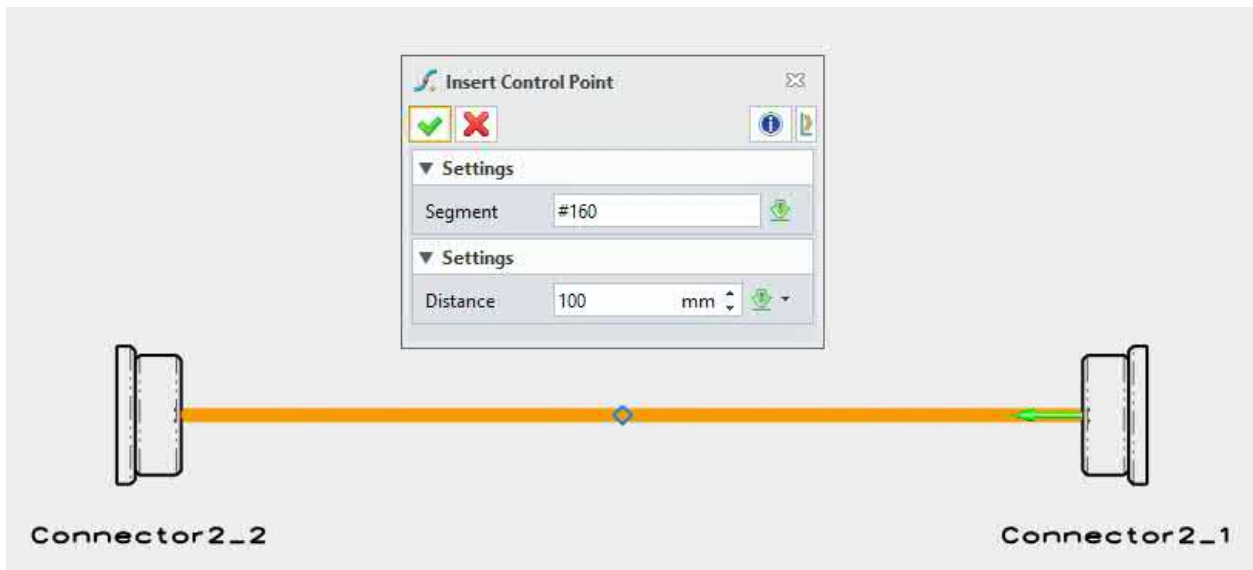 Insert Control Point
Settings
Segment #160
Settings
Distance 100 mm
Connector2_2 Connector2_1